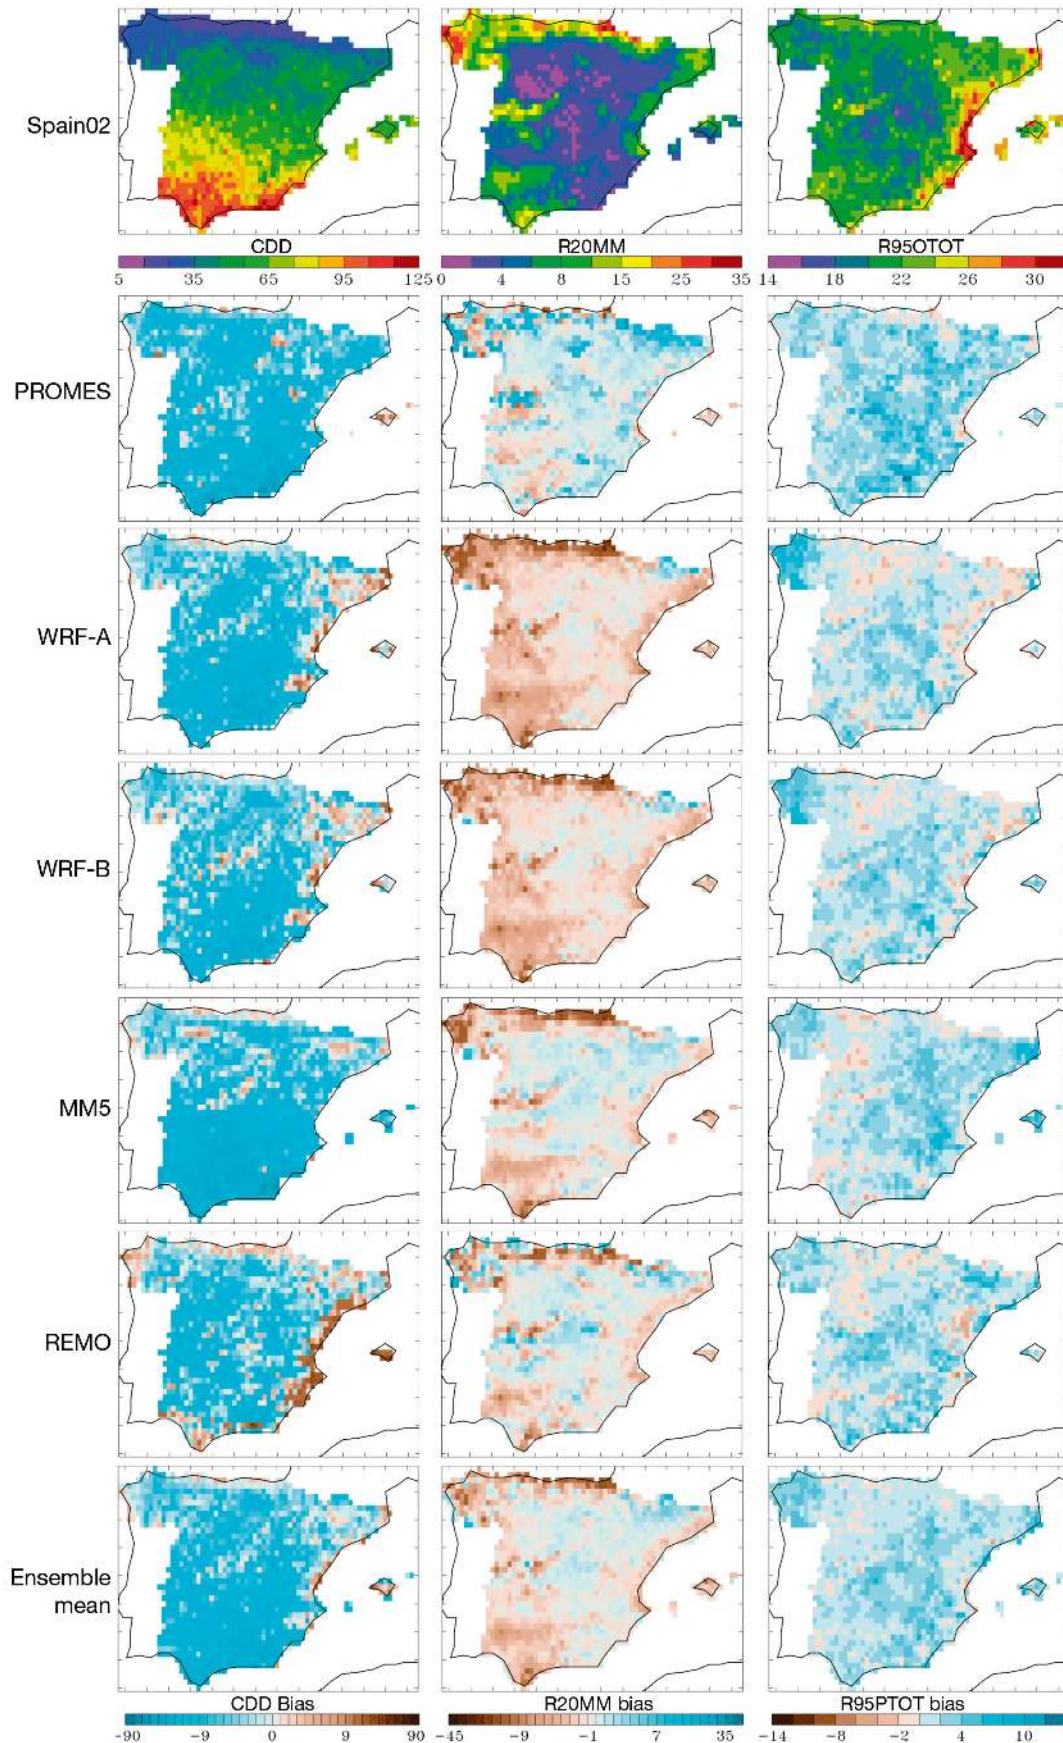 Spain02
CDD R20MM R95OTOT
5 35 65 95 125 0 4 8 15 25 35 14 18 22 26 30
PROMES
WRF-A
WRF-B
MM5
REMO
Ensemble
mean
CDD Bias R20MM bias R95PTOT bias
−90 −9 0 9 90 −45 −9 −1 7 35 −14 −8 −2 4 10